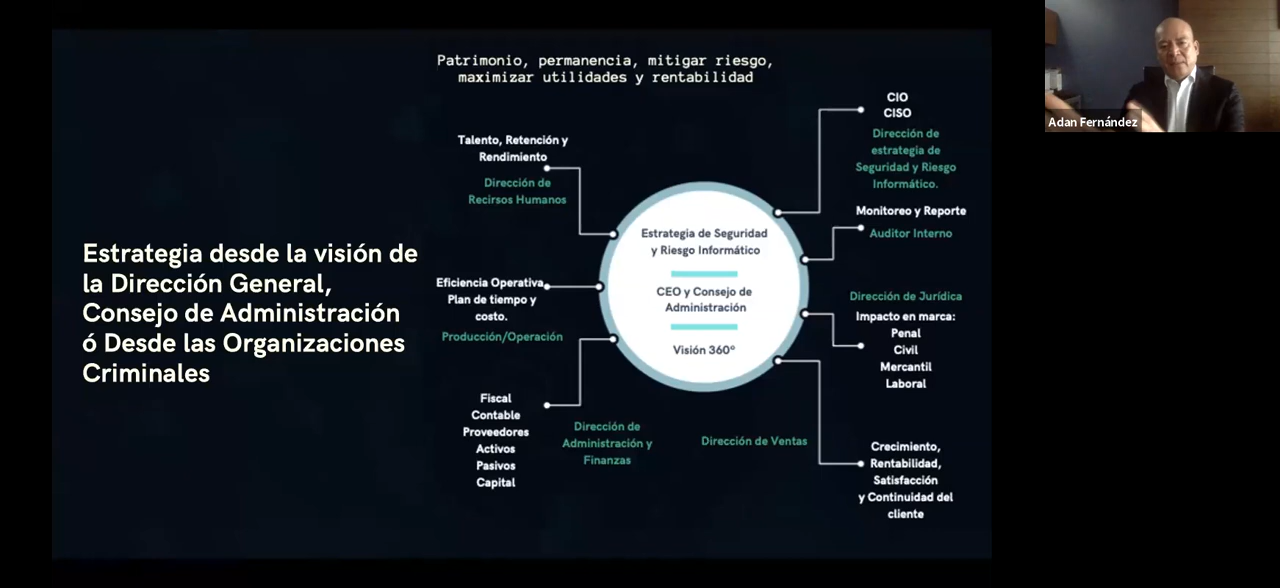 Patrimonio, permanencia, mitigar riesgo,
maximizar utilidades y rentabilidad
Estrategia desde la visión de
la Dirección General,
Consejo de Administración
ó Desde las Organizaciones
Criminales
Talento, Retención y
Rendimiento
Dirección de
Recirsos Humanos
Eficiencia Operativa,
Plan de tiempo y
costo.
Producción/Operación
Fiscal
Contable
Proveedores
Activos
Pasivos
Capital
Dirección de
Administración y
Finanzas
Estrategia de Seguridad
y Riesgo Informático
CEO y Consejo de
Administración
Visión 360°
CIO
CISO
Dirección de
estrategia de
Seguridad y Riesgo
Informático.
Monitoreo y Reporte
Auditor Interno
Dirección de Jurídica
Impacto en marca:
Penal
Civil
Mercantil
Laboral
Dirección de Ventas
Crecimiento,
Rentabilidad,
Satisfacción
y Continuidad del
cliente
Adan Fernández